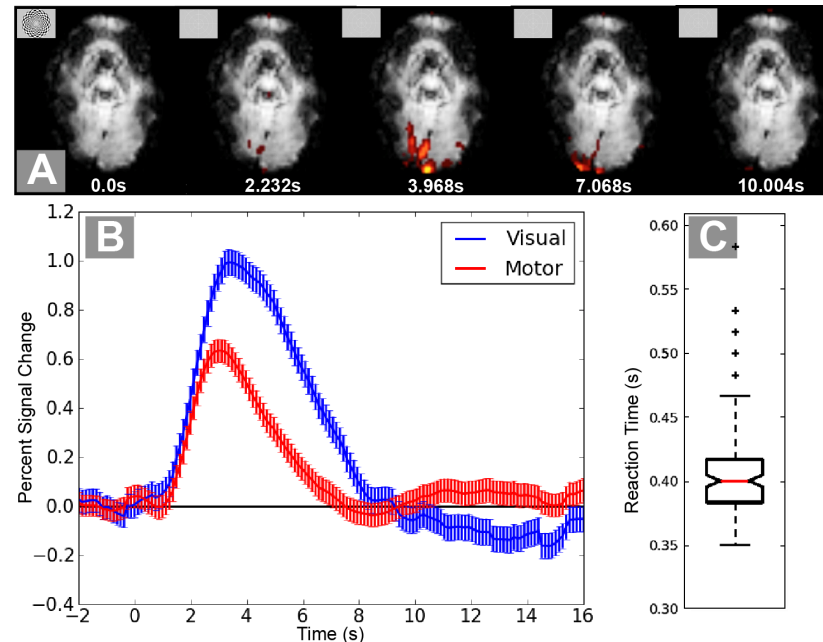 A
0.0s
2.232s
3.968s
7.068s
10.004s
B
Visual
Motor
Percent Signal Change
1.2
1.0
0.8
0.6
0.4
0.2
0.0
−0.2
−0.4
−2
0
2
4
6
8
10
12
14
16
Time (s)
C
Reaction Time (s)
0.60
0.55
0.50
0.45
0.40
0.35
0.30